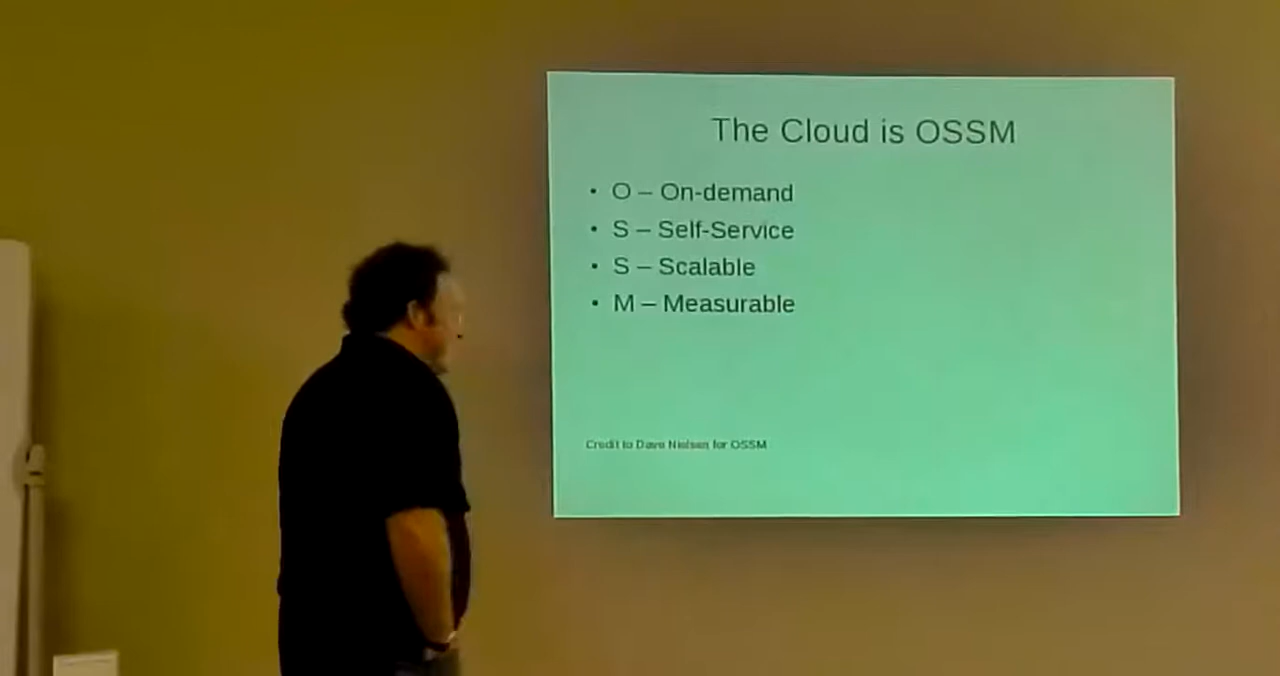 The Cloud is OSSM
• O – On-demand
• S – Self-Service
• S – Scalable
• M – Measurable
Credit to Dave Nielsen for OSSM